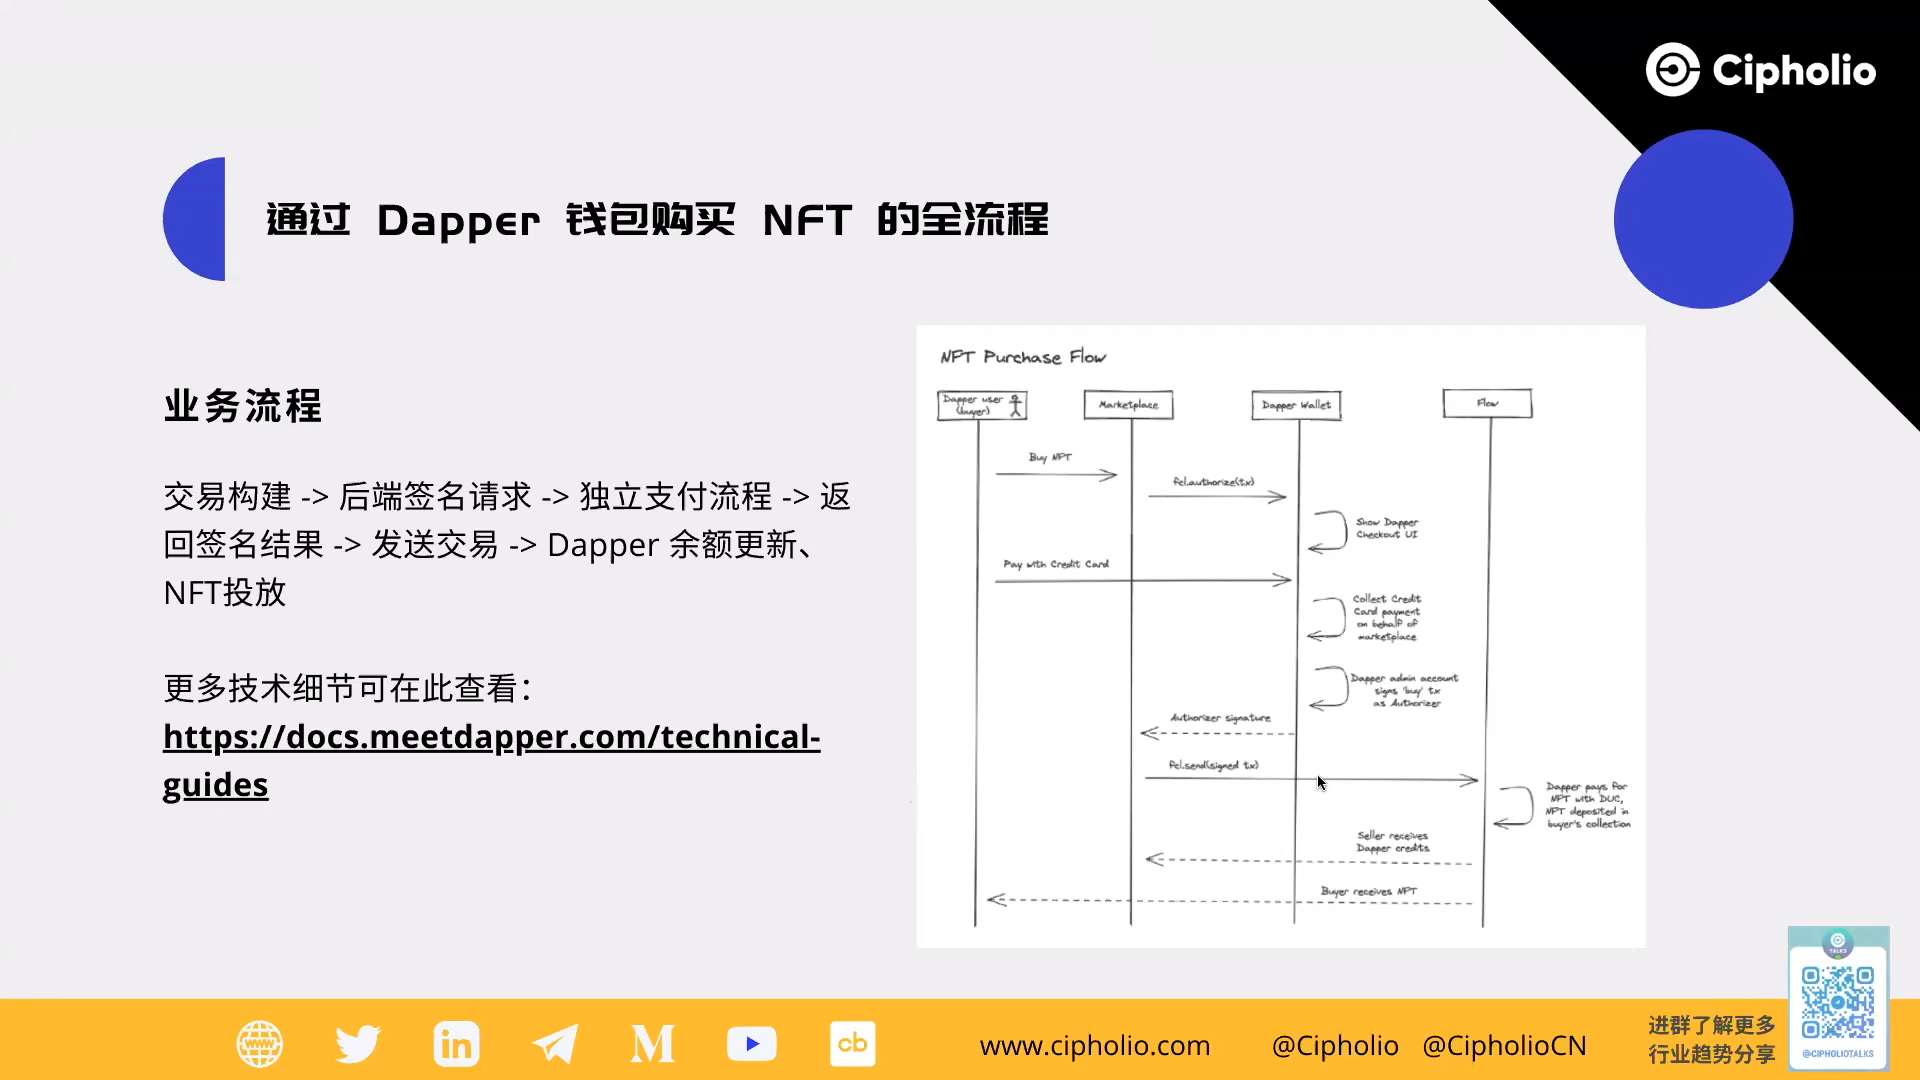 Cipholio
通过 Dapper 钱包购买 NFT 的全流程
业务流程
交易构建 -> 后端签名请求 -> 独立支付流程 -> 返
回签名结果 -> 发送交易 -> Dapper 余额更新、
NFT投放
更多技术细节可在此查看：
https://docs.meetdapper.com/technical-
guides
NFT Purchase Flow
Dapper user
(buyer)
Marketplace
Dapper Wallet
Flow
Buy NFT
fcl.authorize(tx)
Show Dapper
Checkout UI
Pay with Credit Card
Collect Credit
Card payment
on behalf of
marketplace
Dapper admin account
signs 'buy' tx
as Authorizer
Authorizer signature
fcl.send(signed tx)
Dapper pays for
NFT with DUC,
NFT deposited in
buyer's collection
Seller receives
Dapper credits
Buyer receives NFT
www
in
M
cb
www.cipholio.com
@Cipholio
@CipholioCN
进群了解更多
行业趋势分享
TALKS
@CIPHOLIOTALKS